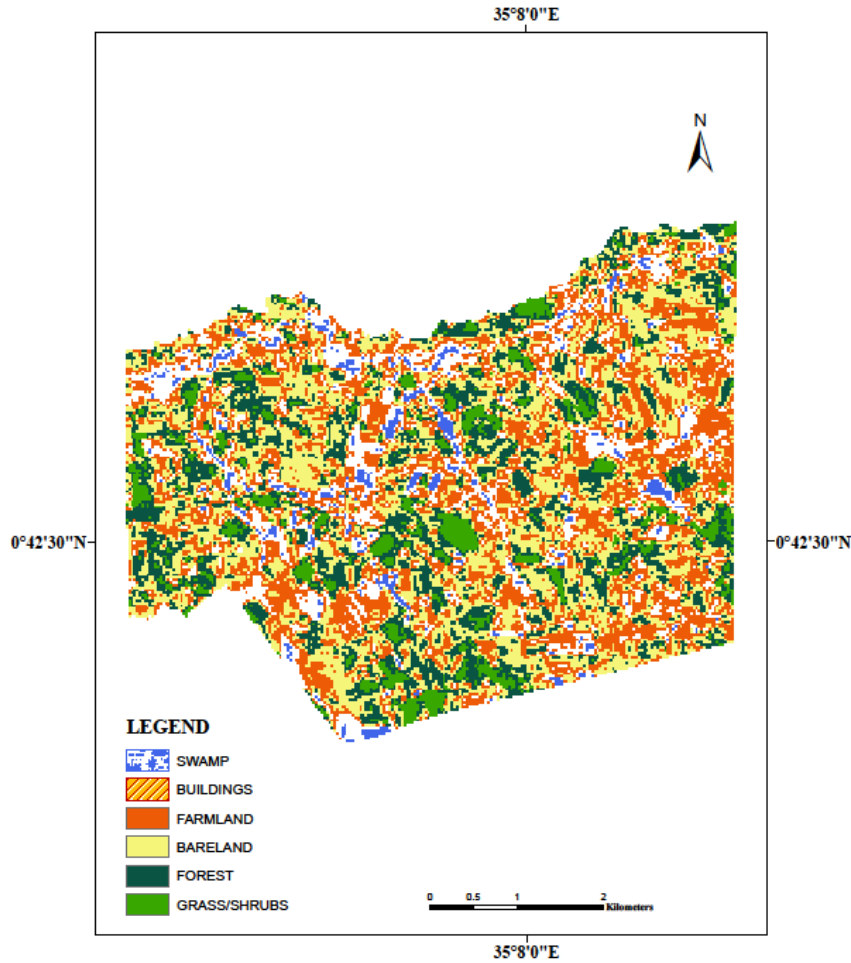 35°8'0"E
N
0°42'30"N
0°42'30"N
LEGEND
SWAMP
BUILDINGS
FARMLAND
BARELAND
FOREST
GRASS/SHRUBS
0 0.5 1 2
Kilometers
35°8'0"E